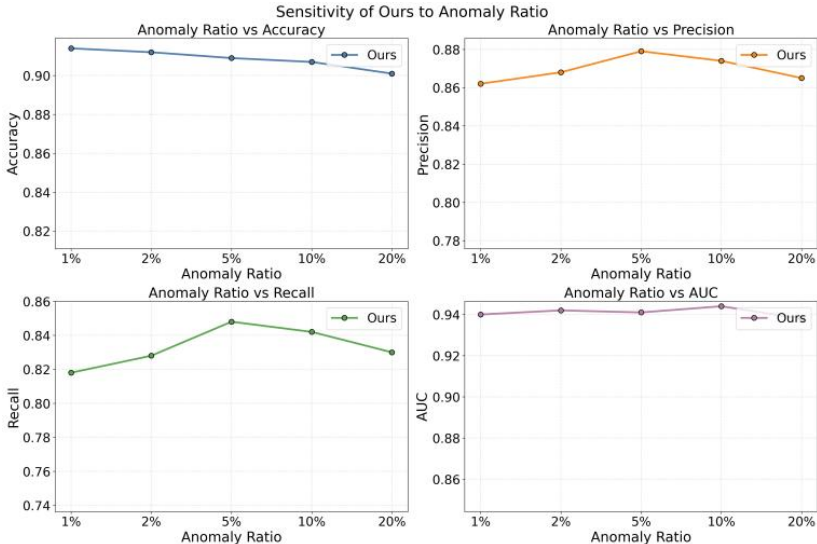 Sensitivity of Ours to Anomaly Ratio
Anomaly Ratio vs Accuracy
Ours
0.90
0.88
0.86
0.84
0.82
Accuracy
1%
2%
5%
10%
20%
Anomaly Ratio
Anomaly Ratio vs Precision
Ours
0.88
0.86
0.84
0.82
0.80
0.78
Precision
1%
2%
5%
10%
20%
Anomaly Ratio
Anomaly Ratio vs Recall
Ours
0.86
0.84
0.82
0.80
0.78
0.76
0.74
Recall
1%
2%
5%
10%
20%
Anomaly Ratio
Anomaly Ratio vs AUC
Ours
0.94
0.92
0.90
0.88
0.86
AUC
1%
2%
5%
10%
20%
Anomaly Ratio